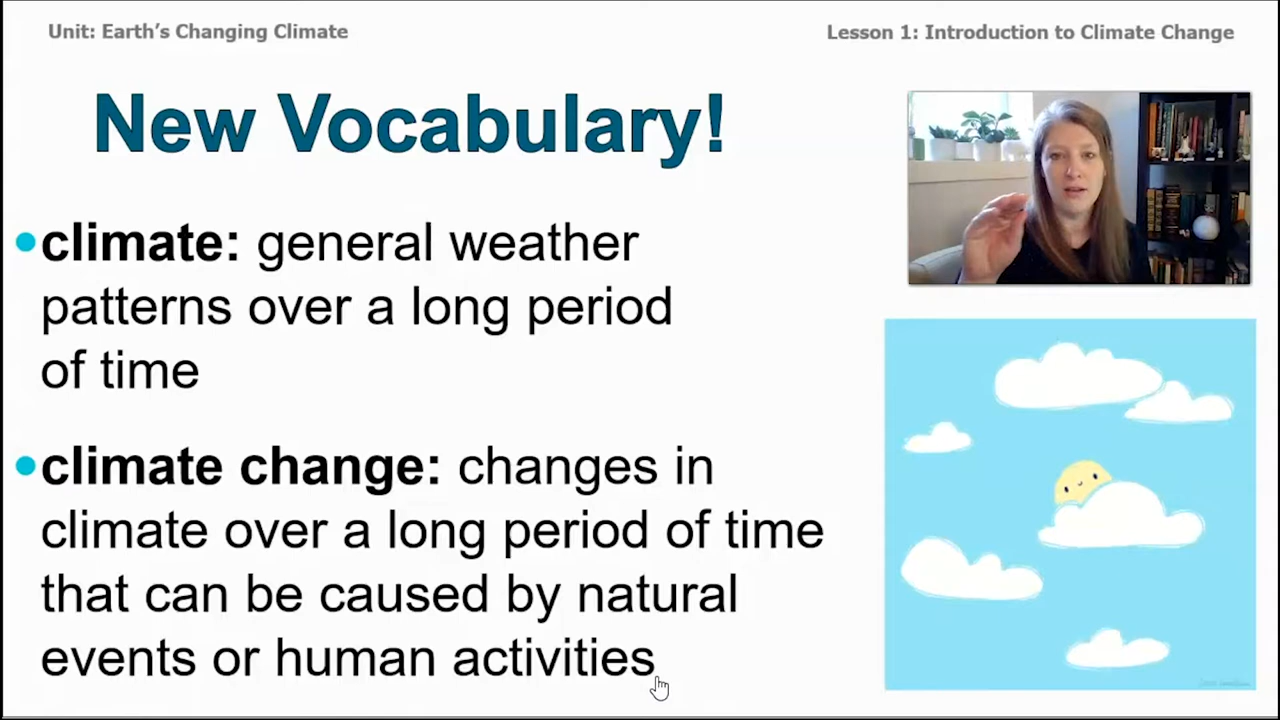 Unit: Earth's Changing Climate
Lesson 1: Introduction to Climate Change
New Vocabulary!
•climate: general weather
patterns over a long period
of time
•climate change: changes in
climate over a long period of time
that can be caused by natural
events or human activities